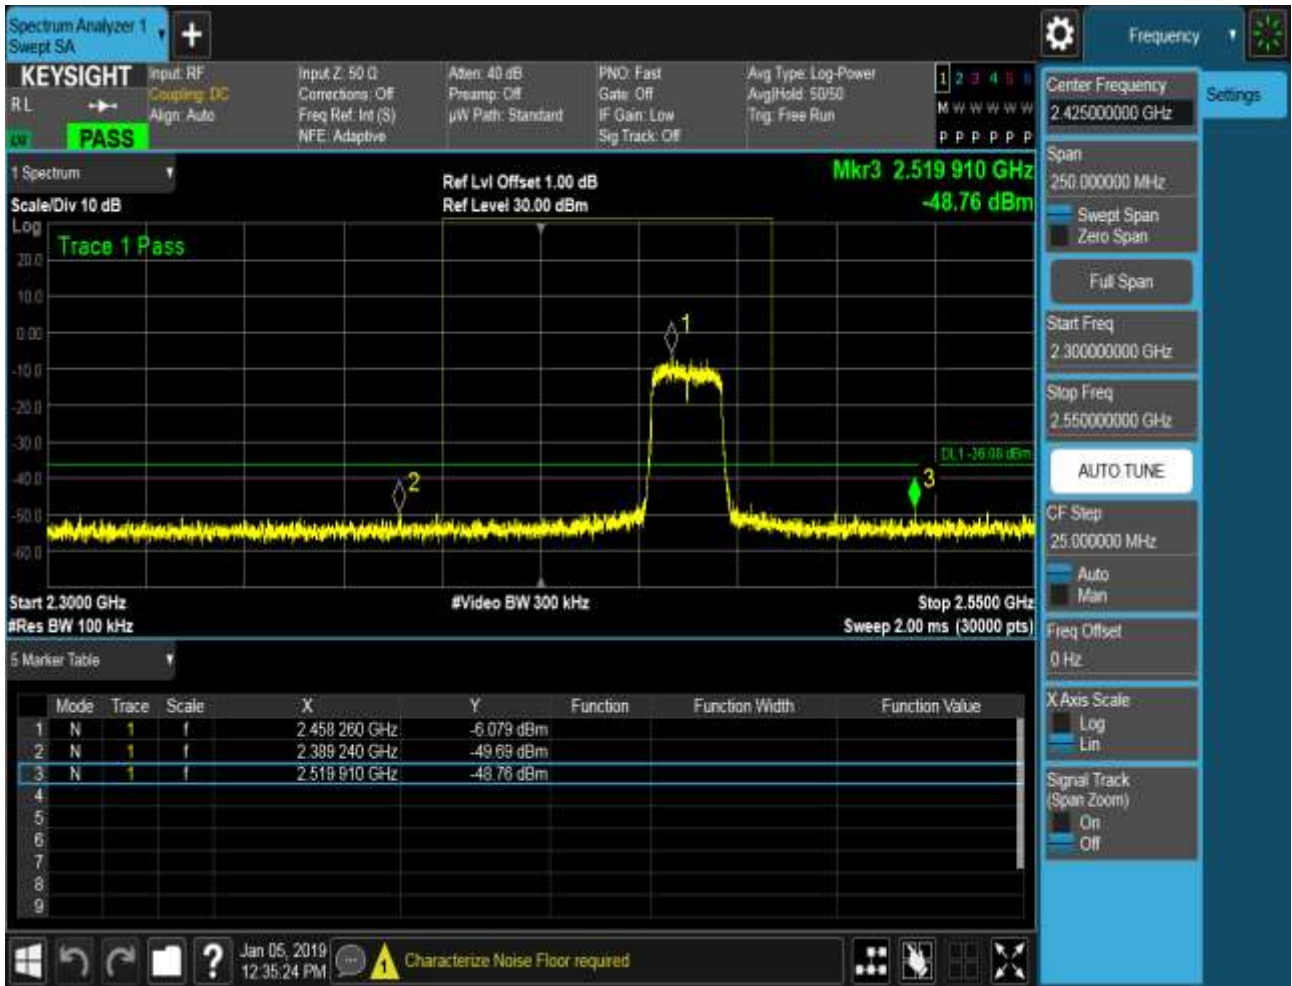 Spectrum Analyzer 1
Swept SA
+
Frequency
KEYSIGHT
RL
PASS
Input: RF
Coupling: DC
Align: Auto
Input Z: 50 Ω
Corrections: Off
Freq Ref: Int (S)
NFE: Adaptive
Atten: 40 dB
Preamp: Off
µW Path: Standard
PNO: Fast
Gate: Off
IF Gain: Low
Sig Track: Off
Avg Type: Log-Power
Avg|Hold: 50/50
Trig: Free Run
1 2 3 4 5 6
M W W W W W
P P P P P P
1 Spectrum
Scale/Div 10 dB
Ref Lvl Offset 1.00 dB
Ref Level 30.00 dBm
Mkr3 2.519 910 GHz
-48.76 dBm
Log
Trace 1 Pass
20.0
10.0
0.00
-10.0
-20.0
-30.0
-40.0
-50.0
-60.0
1
2
3
DL1 -36.08 dBm
Start 2.3000 GHz
#Video BW 300 kHz
Stop 2.5500 GHz
#Res BW 100 kHz
Sweep 2.00 ms (30000 pts)
5 Marker Table
Mode Trace Scale X Y Function Function Width Function Value
1 N 1 f 2.458 260 GHz -6.079 dBm
2 N 1 f 2.389 240 GHz -49.69 dBm
3 N 1 f 2.519 910 GHz -48.76 dBm
4
5
6
7
8
9
Jan 05, 2019
12:35:24 PM
1
Characterize Noise Floor required
?
Settings
Center Frequency
2.425000000 GHz
Span
250.000000 MHz
Swept Span
Zero Span
Full Span
Start Freq
2.300000000 GHz
Stop Freq
2.550000000 GHz
AUTO TUNE
CF Step
25.000000 MHz
Auto
Man
Freq Offset
0 Hz
X Axis Scale
Log
Lin
Signal Track
(Span Zoom)
On
Off